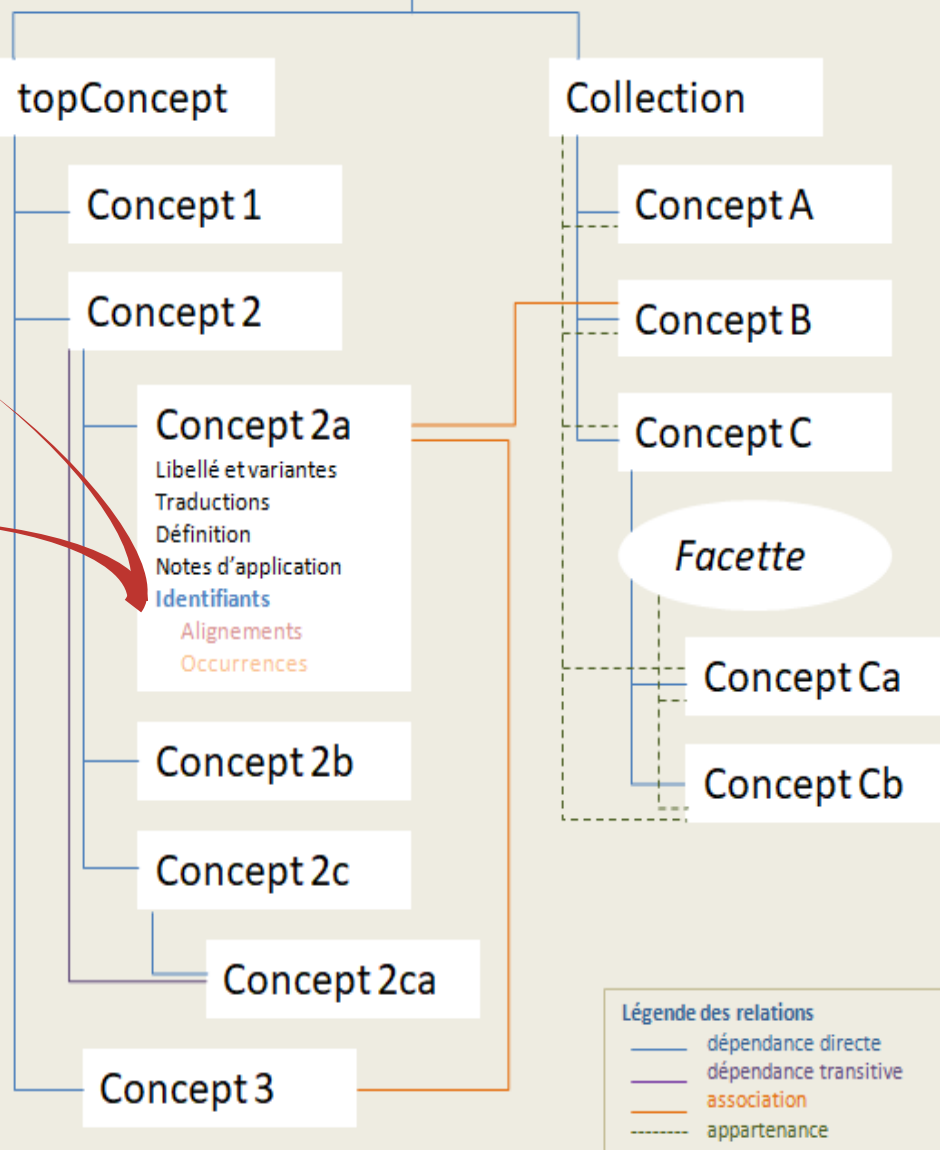 topConcept
Concept 1
Concept 2
Concept 2a
Libellé et variantes
Traductions
Définition
Notes d'application
Identifiants
Alignements
Occurrences
Concept 2b
Concept 2c
Concept 2ca
Concept 3
Collection
Concept A
Concept B
Concept C
Facette
Concept Ca
Concept Cb
Légende des relations
dépendance directe
dépendance transitive
association
appartenance